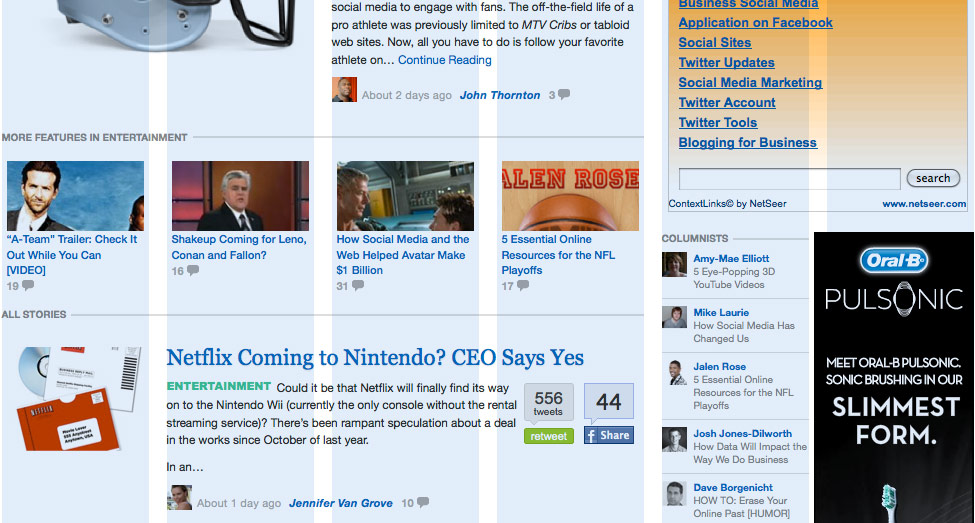 social media to engage with fans. The off-the-field life of a
pro athlete was previously limited to MTV Cribs or tabloid
web sites. Now, all you have to do is follow your favorite
athlete on… Continue Reading
About 2 days ago John Thornton 3
MORE FEATURES IN ENTERTAINMENT
“A-Team” Trailer: Check It
Out While You Can
[VIDEO]
19
Shakeup Coming for Leno,
Conan and Fallon?
16
How Social Media and the
Web Helped Avatar Make
$1 Billion
31
ALEN ROSE
5 Essential Online
Resources for the NFL
Playoffs
17
ALL STORIES
NETFLIX
Netflix Coming to Nintendo? CEO Says Yes
ENTERTAINMENT Could it be that Netflix will finally find its way
on to the Nintendo Wii (currently the only console without the rental
streaming service)? There’s been rampant speculation about a deal
in the works since October of last year.
In an…
556
tweets
retweet
44
Share
About 1 day ago Jennifer Van Grove 10
Business Social Media
Application on Facebook
Social Sites
Twitter Updates
Social Media Marketing
Twitter Account
Twitter Tools
Blogging for Business
search
ContextLinks© by NetSeer www.netseer.com
COLUMNISTS
Amy-Mae Elliott
5 Eye-Popping 3D
YouTube Videos
Mike Laurie
How Social Media Has
Changed Us
Jalen Rose
5 Essential Online
Resources for the NFL
Playoffs
Josh Jones-Dilworth
How Data Will Impact the
Way We Do Business
Dave Borgenicht
HOW TO: Erase Your
Online Past [HUMOR]
Oral-B
PULSONIC
MEET ORAL-B PULSONIC.
SONIC BRUSHING IN OUR
SLIMMEST
FORM.